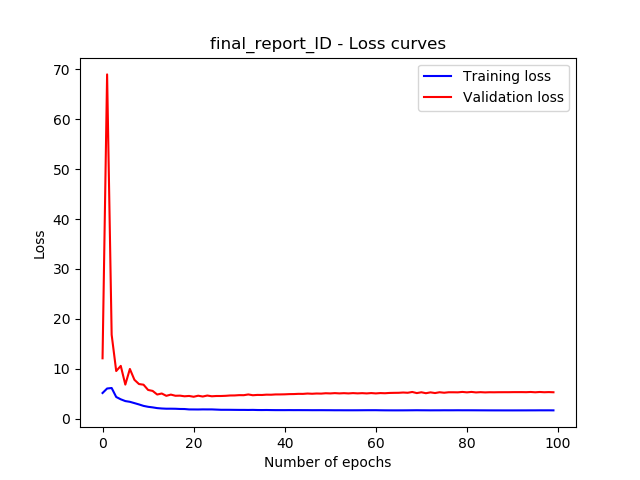 final_report_ID - Loss curves
Training loss
Validation loss
70
60
50
40
30
20
10
0
Loss
0 20 40 60 80 100
Number of epochs